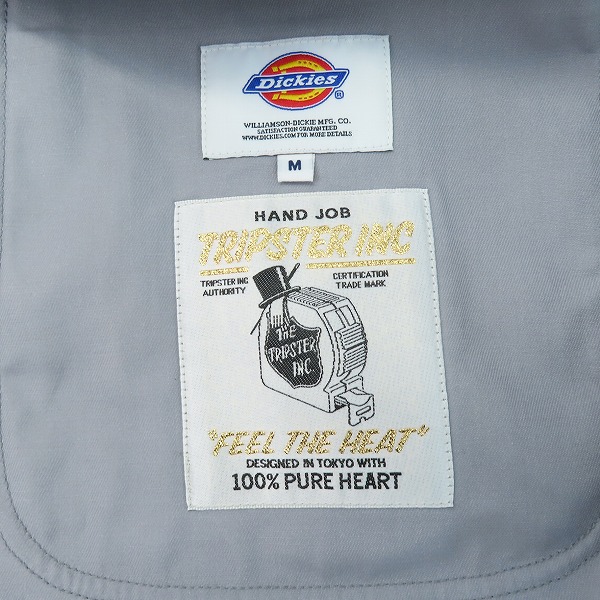 Dickies
®
WILLIAMSON-DICKIE MFG. CO.
SATISFACTION GUARANTEED
WWW.DICKIES.COM FOR MORE DETAILS
M
HAND JOB
TRIPSTER INC
TRIPSTER INC
AUTHORITY
CERTIFICATION
TRADE MARK
THE
TRIPSTER
INC.
"FEEL THE HEAT"
DESIGNED IN TOKYO WITH
100% PURE HEART